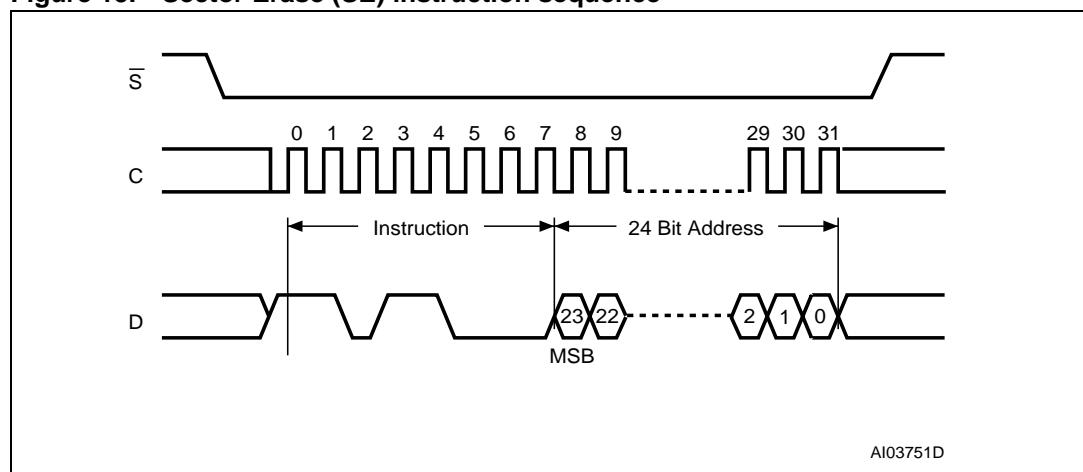 Figure 16. Sector Erase (SE) instruction sequence
S
0 1 2 3 4 5 6 7 8 9 29 30 31
C
Instruction 24 Bit Address
D 23 22 2 1 0
MSB
AI03751D